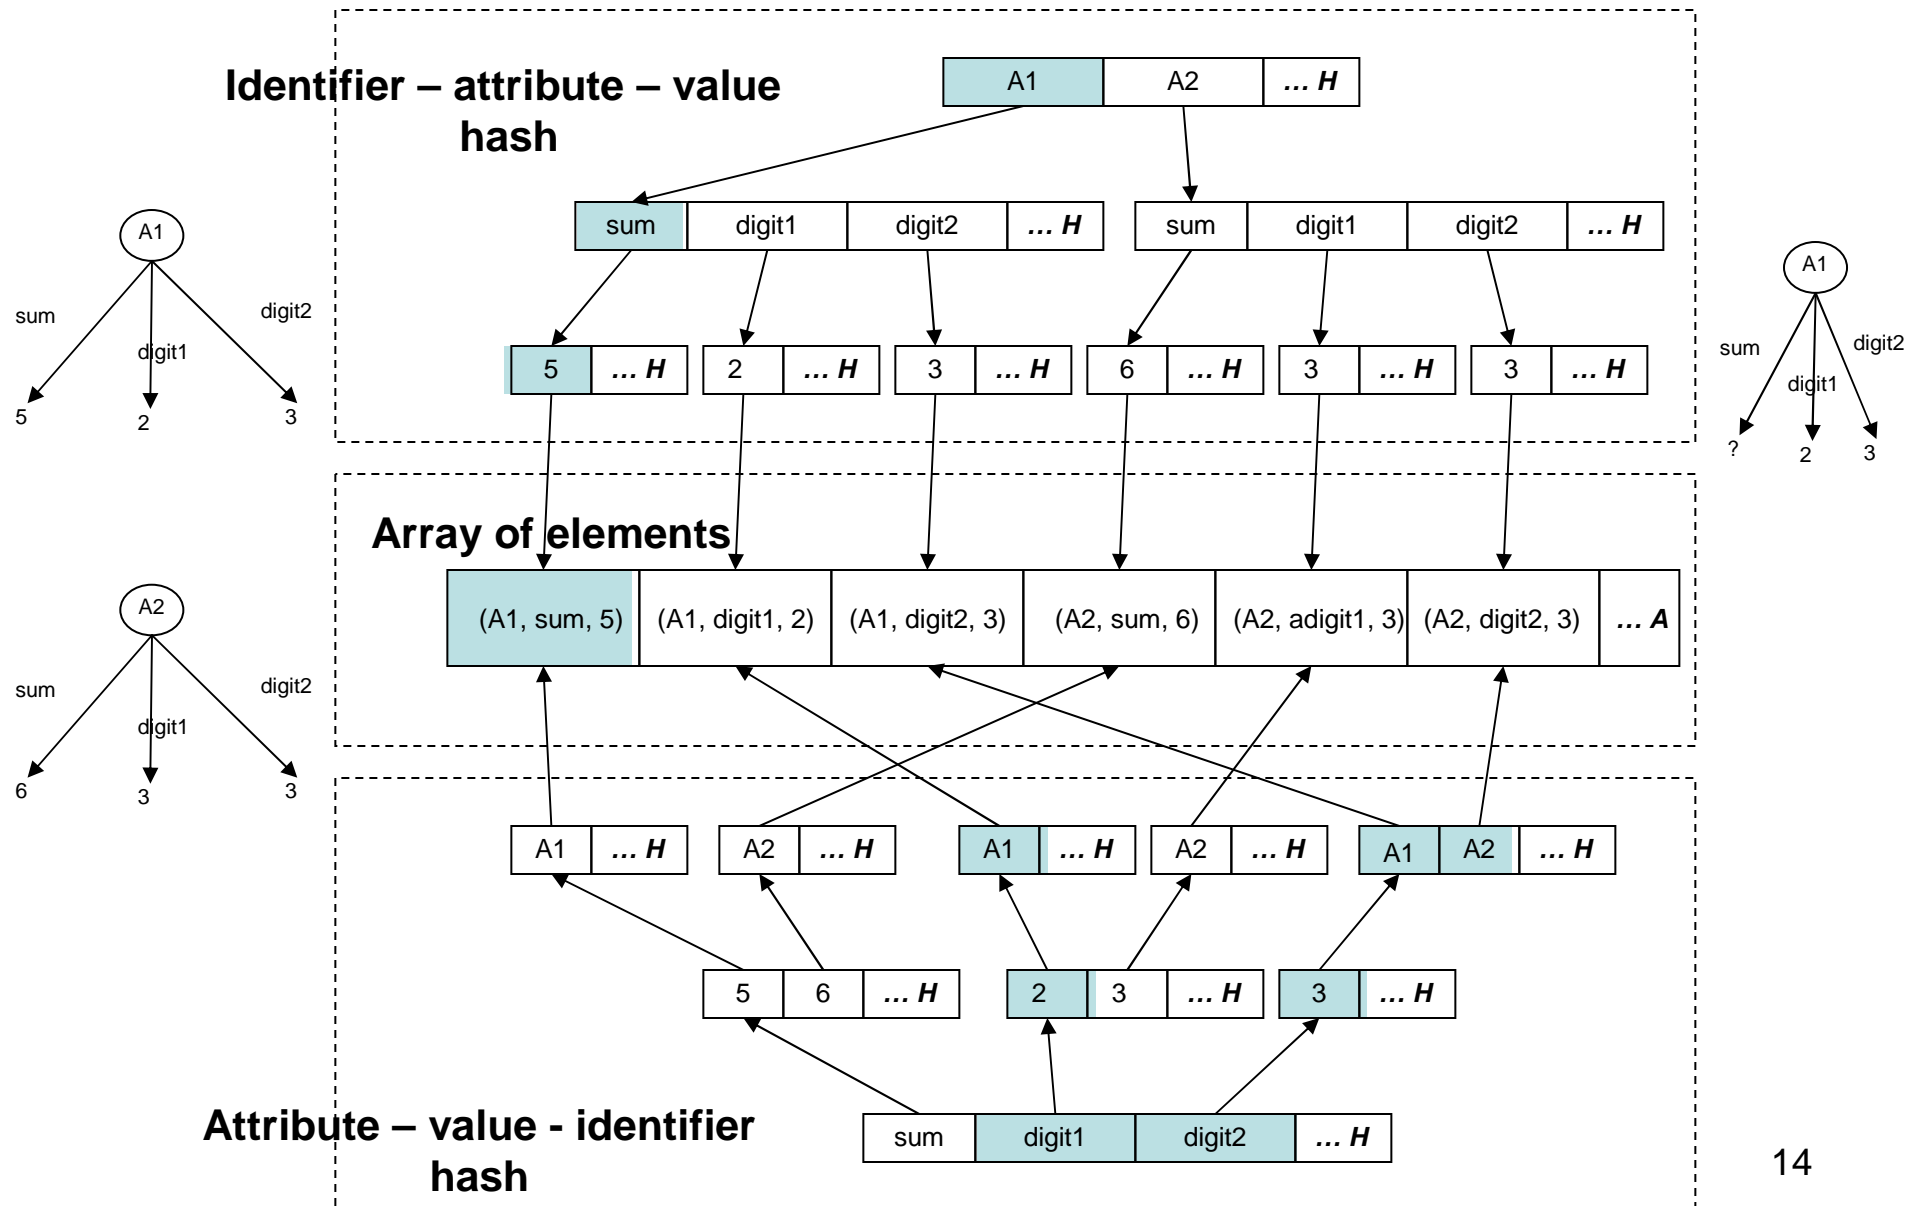 Identifier – attribute – value
hash
A1 A2 ... H
sum digit1 digit2 ... H sum digit1 digit2 ... H
5 ... H 2 ... H 3 ... H 6 ... H 3 ... H 3 ... H
A1
sum digit1 digit2
5 2 3
A1
sum digit1 digit2
? 2 3
Array of elements
(A1, sum, 5) (A1, digit1, 2) (A1, digit2, 3) (A2, sum, 6) (A2, adigit1, 3) (A2, digit2, 3) ... A
A2
sum digit1 digit2
6 3 3
A1 ... H A2 ... H A1 ... H A2 ... H A1 A2 ... H
5 6 ... H 2 3 ... H 3 ... H
sum digit1 digit2 ... H
Attribute – value - identifier
hash
14